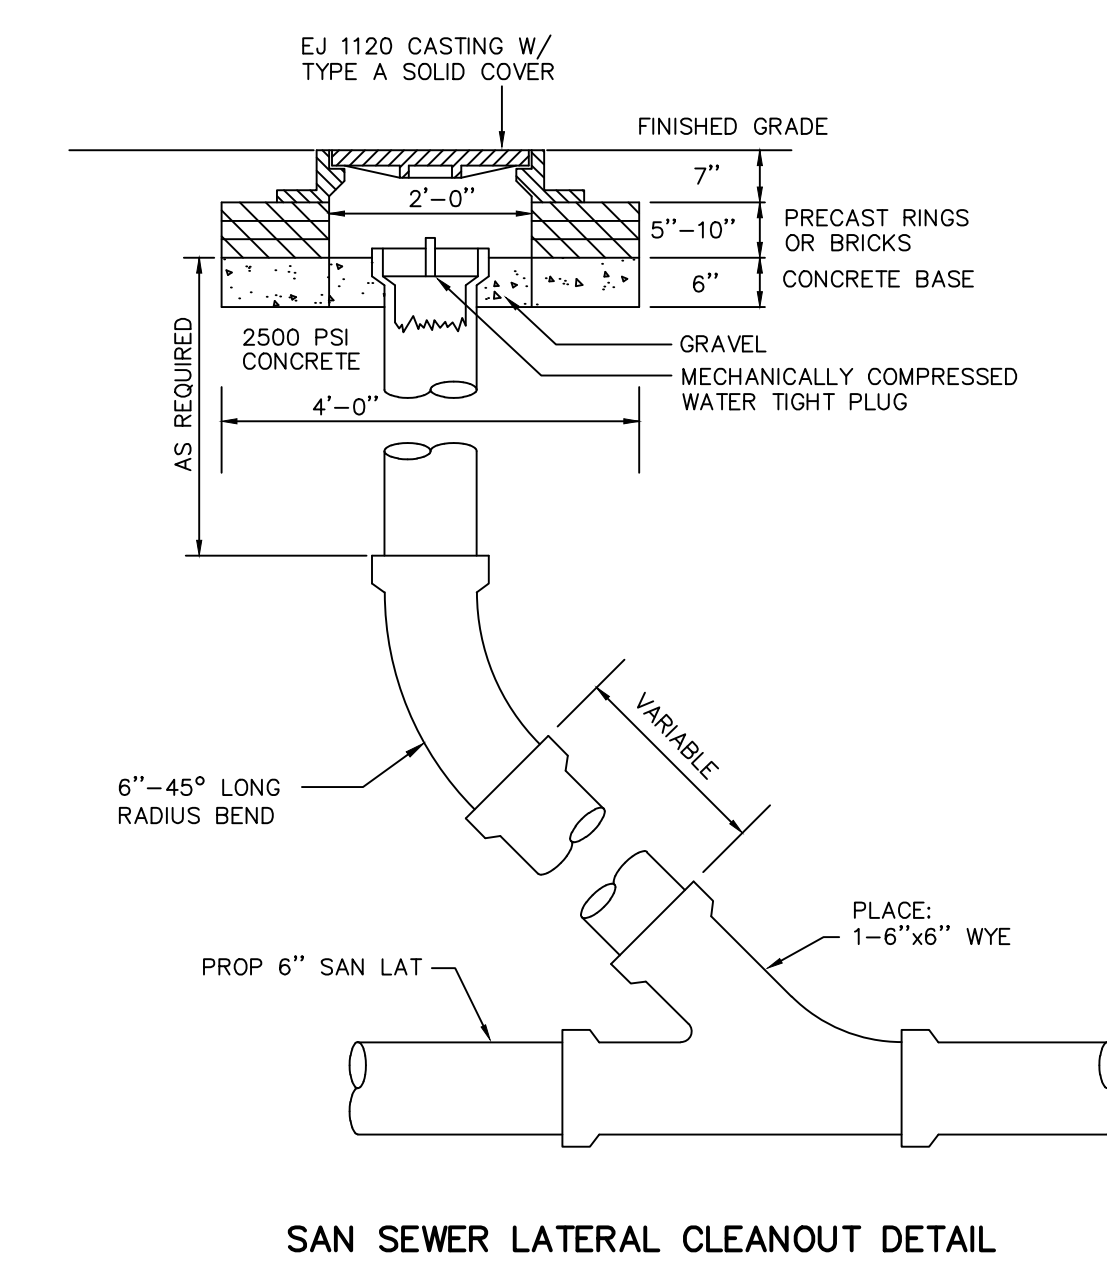 EJ 1120 CASTING W/
TYPE A SOLID COVER
FINISHED GRADE
7"
2'-0"
5"-10"
PRECAST RINGS
OR BRICKS
6"
CONCRETE BASE
2500 PSI
CONCRETE
GRAVEL
MECHANICALLY COMPRESSED
WATER TIGHT PLUG
AS REQUIRED
4'-0"
VARIABLE
6"-45° LONG
RADIUS BEND
PLACE:
1-6"x6" WYE
PROP 6" SAN LAT
SAN SEWER LATERAL CLEANOUT DETAIL